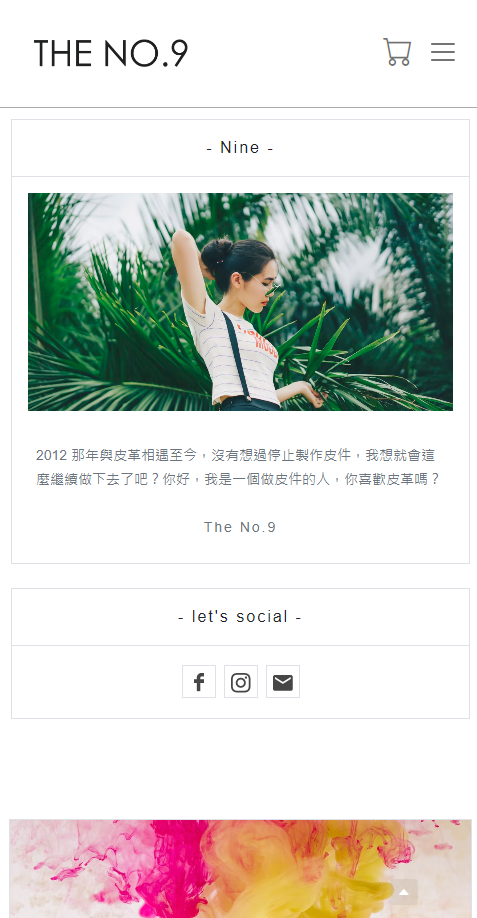 THE NO.9
- Nine -
2012 那年與皮革相遇至今，沒有想過停止製作皮件，我想就會這
麼繼續做下去了吧？你好，我是一個做皮件的人，你喜歡皮革嗎？
The No.9
- let's social -